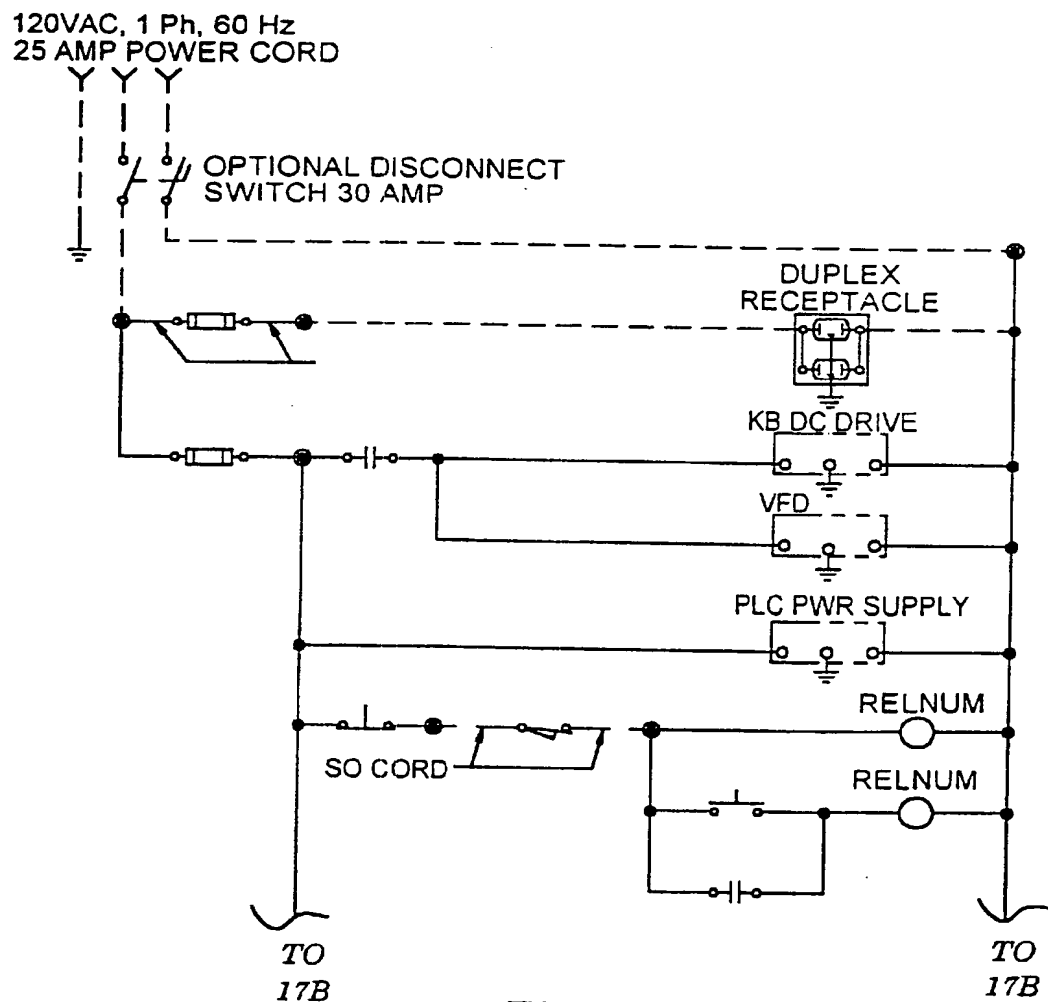 120VAC, 1 Ph, 60 Hz
25 AMP POWER CORD
OPTIONAL DISCONNECT
SWITCH 30 AMP
DUPLEX
RECEPTACLE
KB DC DRIVE
VFD
PLC PWR SUPPLY
RELNUM
SO CORD
RELNUM
TO
17B
TO
17B